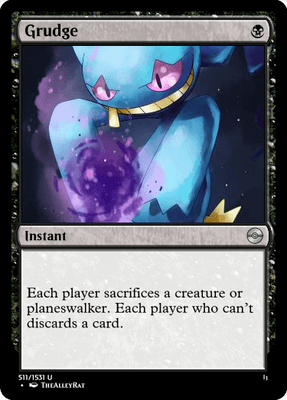 Grudge
Instant
Each player sacrifices a creature or
planeswalker. Each player who can't
discards a card.
511/1531 U
TheAlleyRat